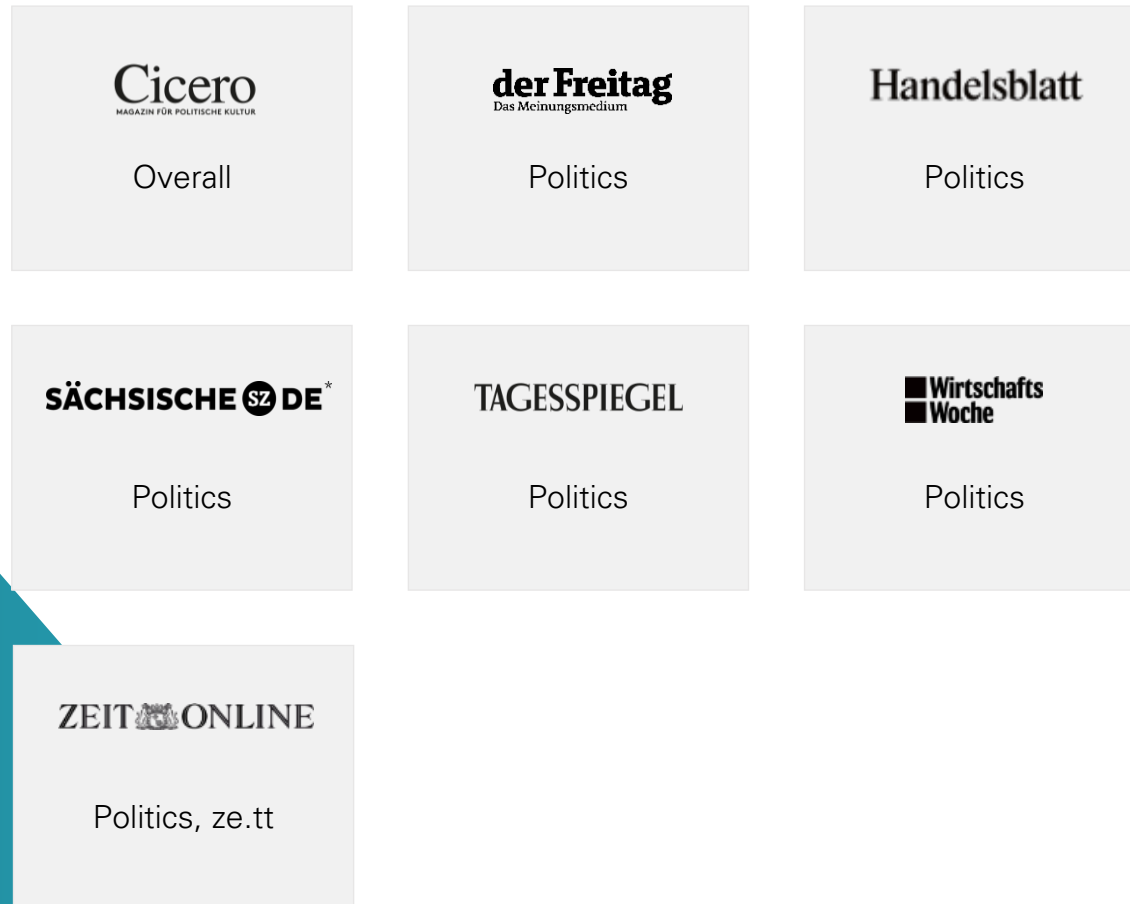 Cicero
MAGAZIN FÜR POLITISCHE KULTUR
Overall
der Freitag
Das Meinungsmedium
Politics
Handelsblatt
Politics
SÄCHSISCHE SZ DE*
Politics
TAGESSPIEGEL
Politics
Wirtschafts
Woche
Politics
ZEIT ONLINE
Politics, ze.tt